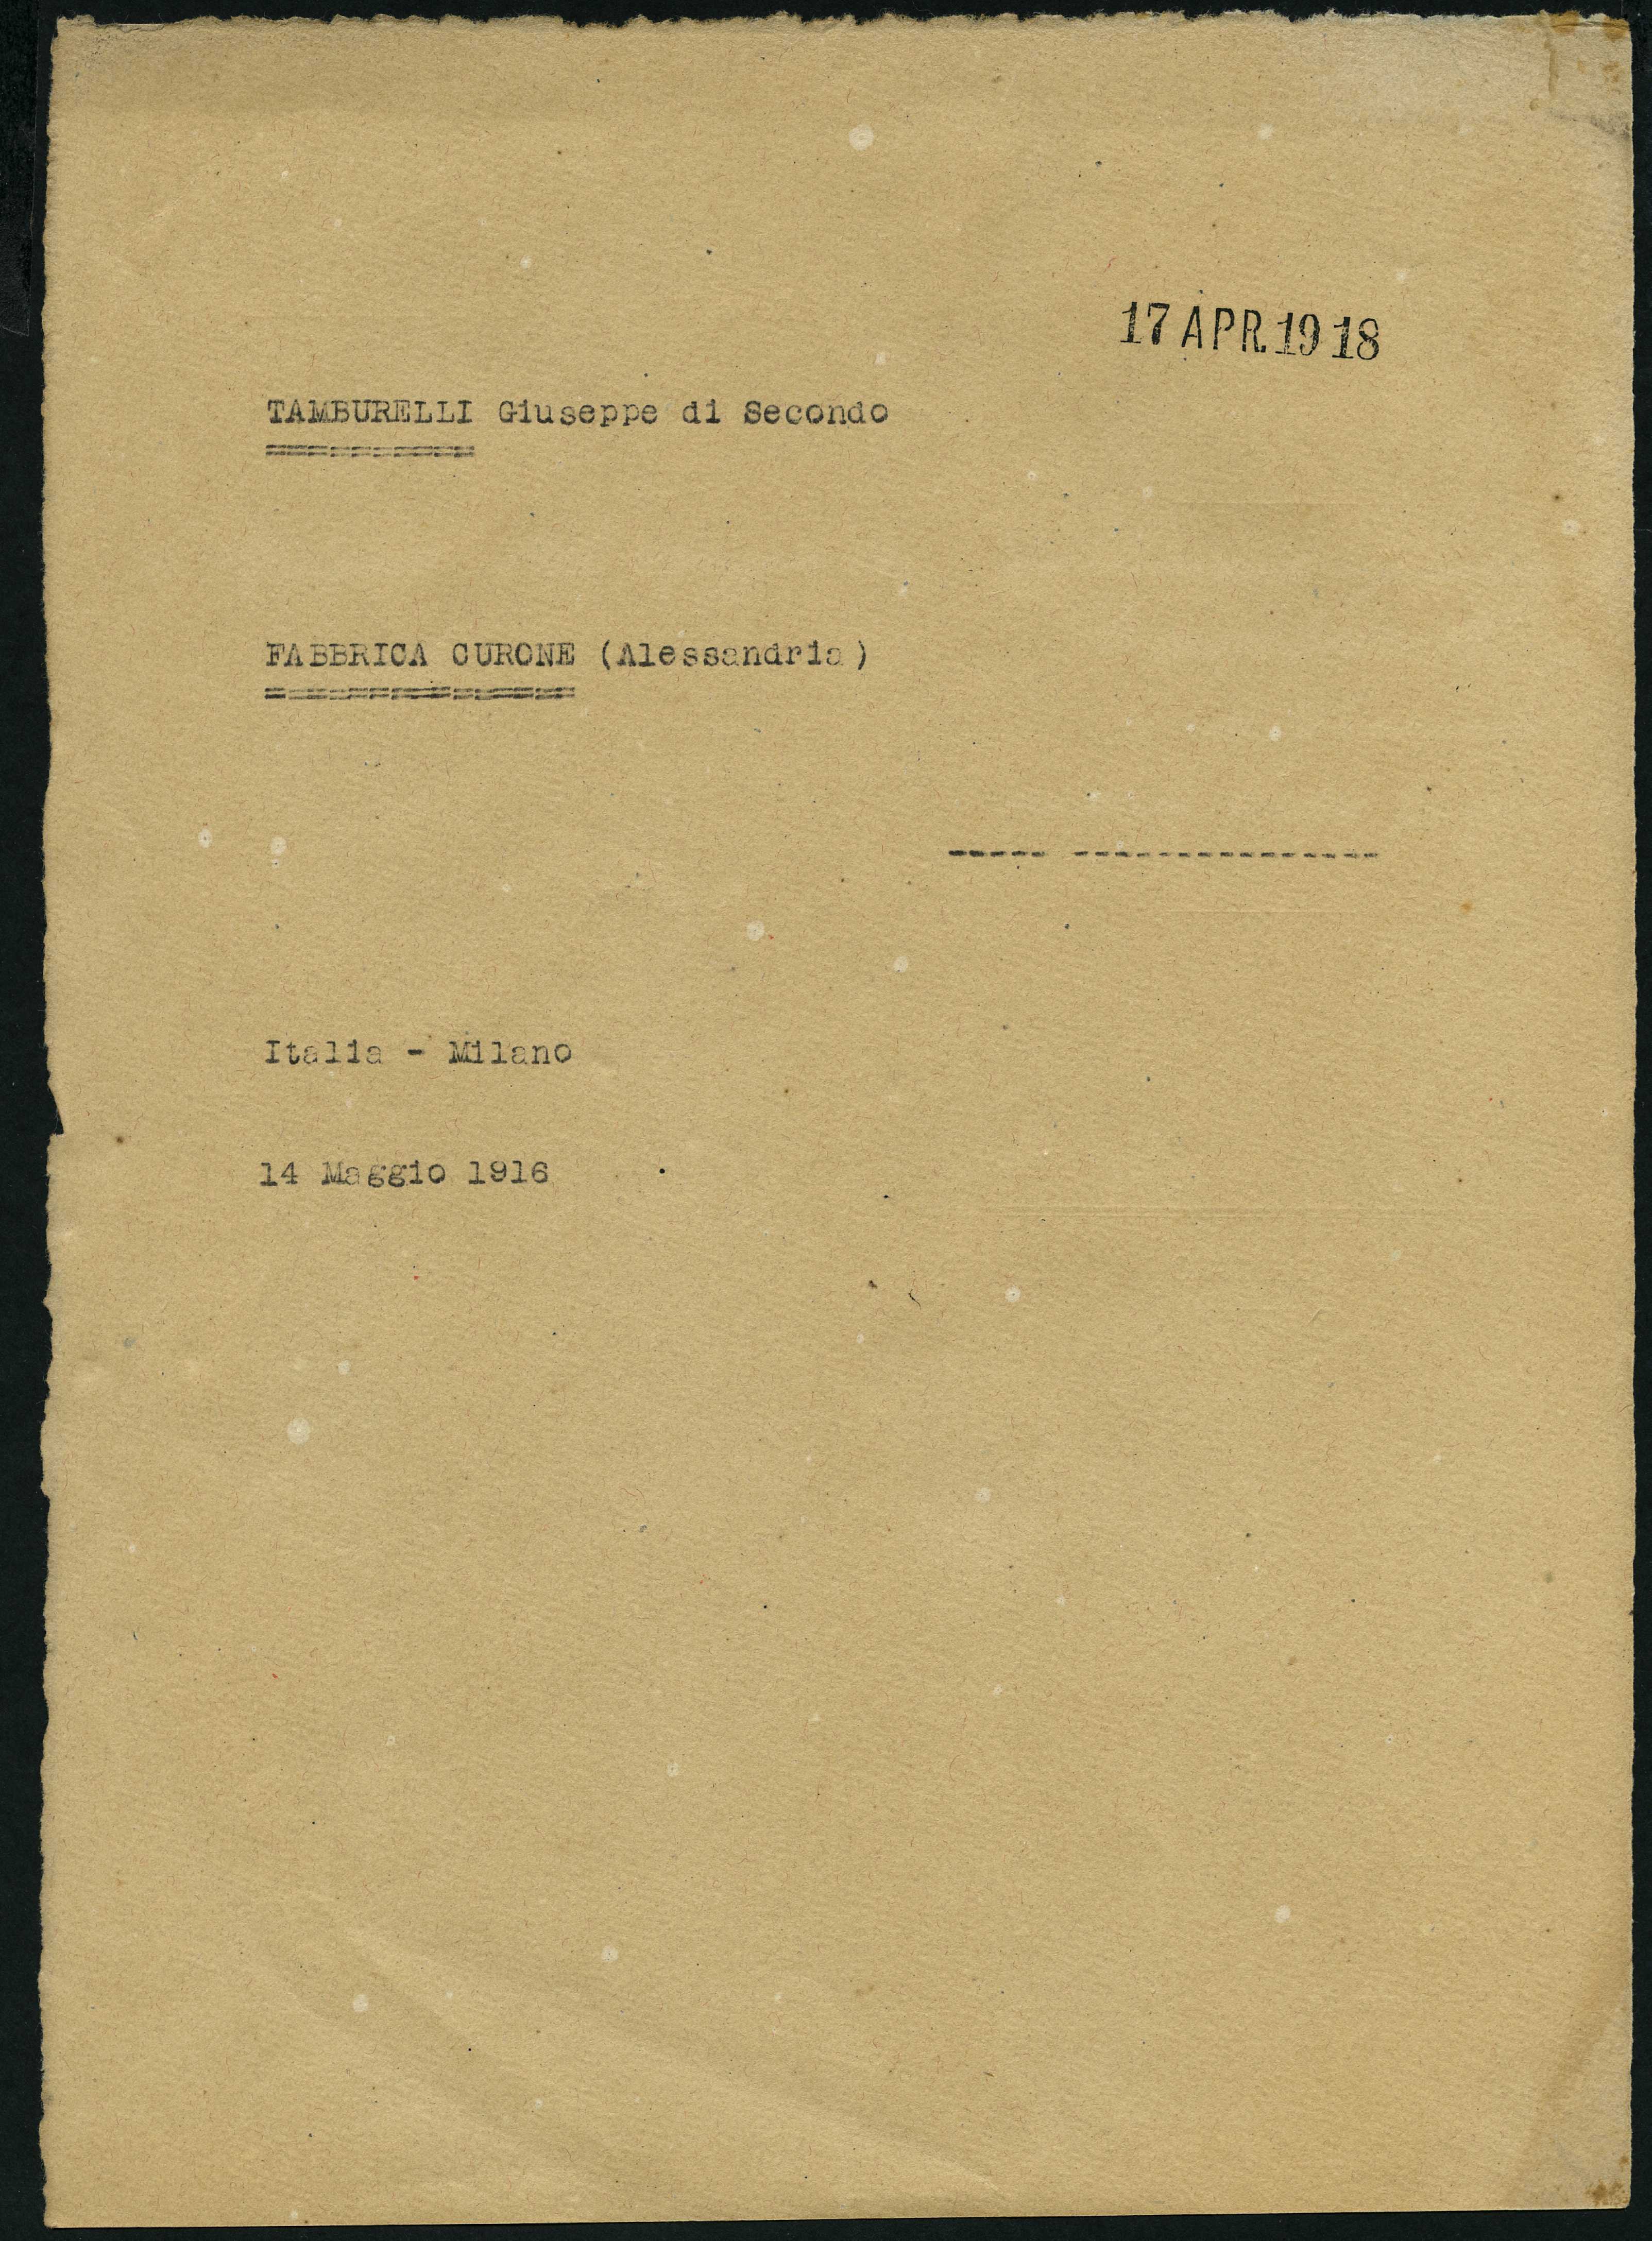 17 APR. 1918
TAMBURELLI Giuseppe di Secondo
==========
FABBRICA CURONE (Alessandria)
===============
----- ---------------
Italia - Milano
14 Maggio 1916